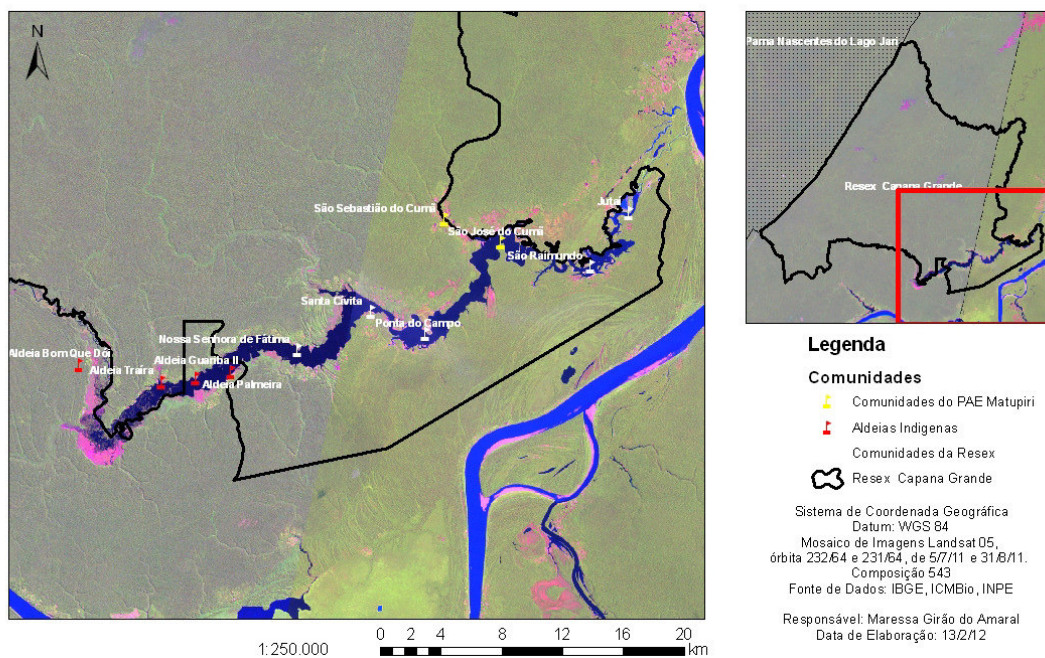 N
São Sebastião do Cumã
São José do Cumã
Jutaí
São Raimundo
Santa Cívita
Ponta do Campo
Nossa Senhora de Fátima
Aldeia Bom Que Dói
Aldeia Traíra
Aldeia Guariba II
Aldeia Palmeira
1:250.000
0 2 4 8 12 16 20
km
Parna Nascentes do Lago Jari
Resex Capana Grande
Legenda
Comunidades
Comunidades do PAE Matupiri
Aldeias Indigenas
Comunidades da Resex
Resex Capana Grande
Sistema de Coordenada Geográfica
Datum: WGS 84
Mosaico de Imagens Landsat 05,
órbita 232/64 e 231/64, de 5/7/11 e 31/8/11.
Composição 543
Fonte de Dados: IBGE, ICMBio, INPE
Responsável: Maressa Girão do Amaral
Data de Elaboração: 13/2/12